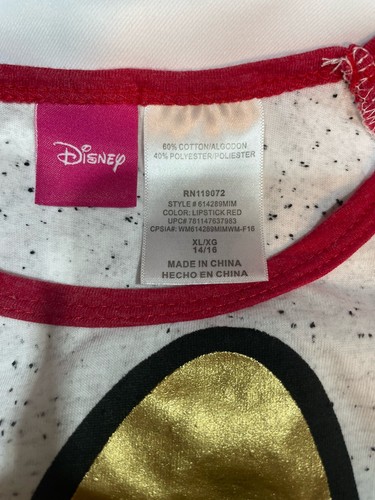 Disney
60% COTTON/ALGODON
40% POLYESTER/POLIESTER
RN119072
STYLE # 614289MIM
COLOR: LIPSTICK RED
UPC# 781147637983
CPSIA#: WM614289MIMWM-F16
XL/XG
14/16
MADE IN CHINA
HECHO EN CHINA